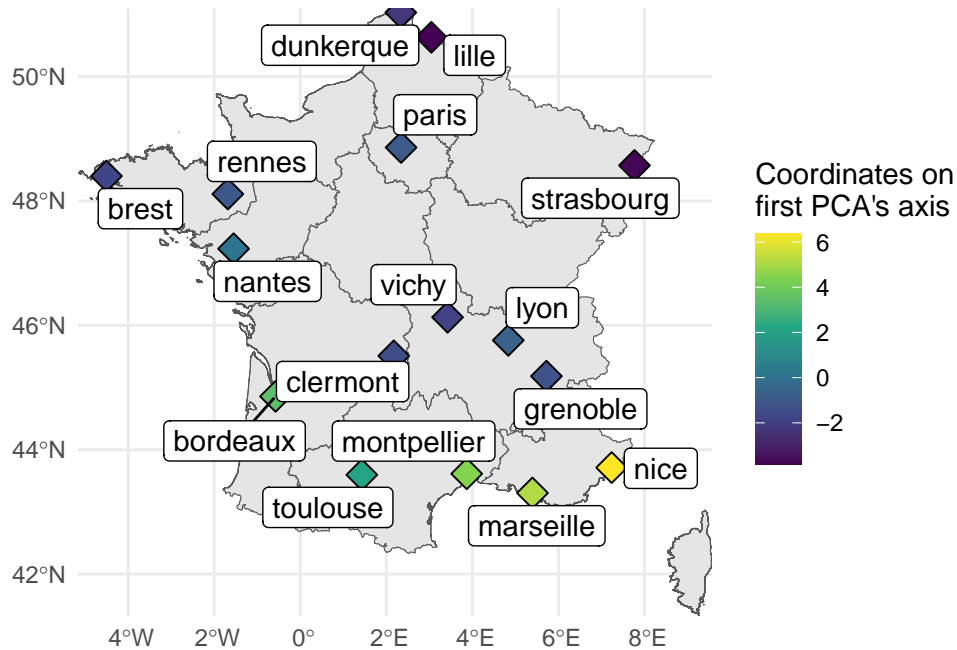 dunkerque
lille
50°N
paris
rennes
strasbourg
brest
48°N
nantes
vichy
lyon
46°N
clermont
grenoble
bordeaux
montpellier
44°N
nice
toulouse
marseille
42°N
4°W
2°W
0°
2°E
4°E
6°E
8°E
Coordinates on
first PCA's axis
6
4
2
0
−2